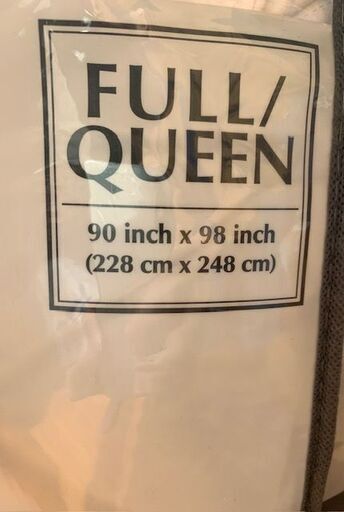 FULL/
QUEEN
90 inch x 98 inch
(228 cm x 248 cm)